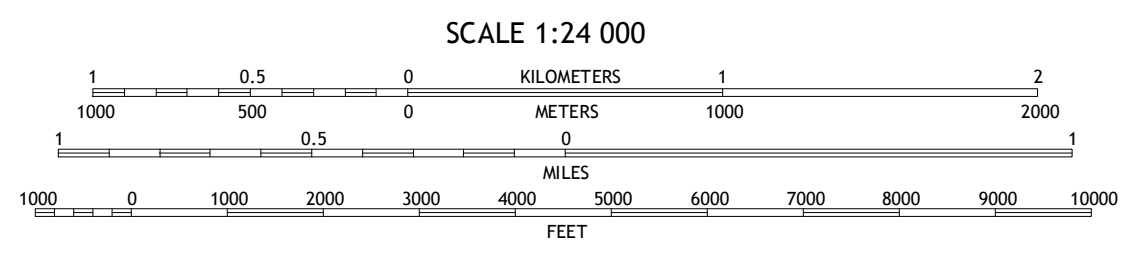 SCALE 1:24 000
1 0.5 0 KILOMETERS 1 2
1000 500 0 METERS 1000 2000
1 0.5 0 1
MILES
1000 0 1000 2000 3000 4000 5000 6000 7000 8000 9000 10000
FEET